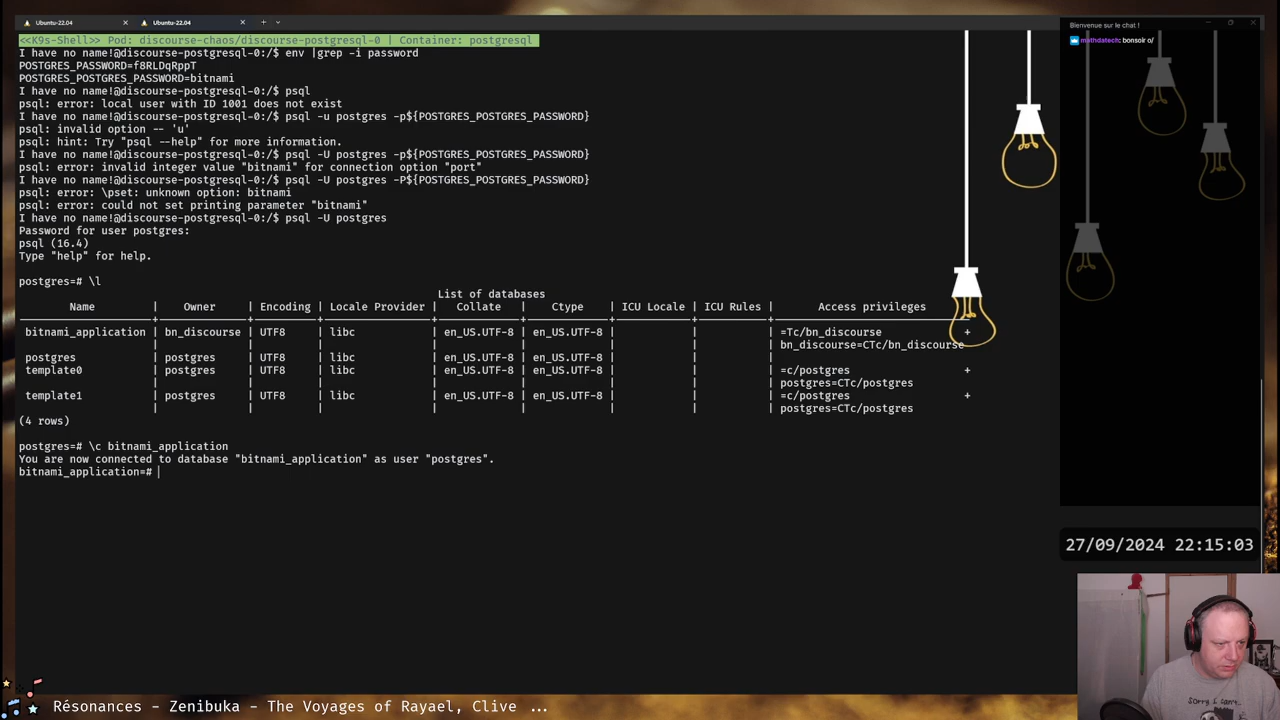 Ubuntu-22.04
Ubuntu-22.04
<<K9s-Shell>> Pod: discourse-chaos/discourse-postgresql-0 | Container: postgresql
I have no name!@discourse-postgresql-0:/$ env |grep -i password
POSTGRES_PASSWORD=f8RLDqRppT
POSTGRES_POSTGRES_PASSWORD=bitnami
I have no name!@discourse-postgresql-0:/$ psql
psql: error: local user with ID 1001 does not exist
I have no name!@discourse-postgresql-0:/$ psql -u postgres -p${POSTGRES_POSTGRES_PASSWORD}
psql: invalid option -- 'u'
psql: hint: Try "psql --help" for more information.
I have no name!@discourse-postgresql-0:/$ psql -U postgres -p${POSTGRES_POSTGRES_PASSWORD}
psql: error: invalid integer value "bitnami" for connection option "port"
I have no name!@discourse-postgresql-0:/$ psql -U postgres -P${POSTGRES_POSTGRES_PASSWORD}
psql: error: \pset: unknown option: bitnami
psql: error: could not set printing parameter "bitnami"
I have no name!@discourse-postgresql-0:/$ psql -U postgres
Password for user postgres:
psql (16.4)
Type "help" for help.
postgres=# \l
List of databases
Name | Owner | Encoding | Locale Provider | Collate | Ctype | ICU Locale | ICU Rules | Access privileges
bitnami_application | bn_discourse | UTF8 | libc | en_US.UTF-8 | en_US.UTF-8 | | | =Tc/bn_discourse +
| | | | | | | | bn_discourse=CTc/bn_discourse
postgres | postgres | UTF8 | libc | en_US.UTF-8 | en_US.UTF-8 | | |
template0 | postgres | UTF8 | libc | en_US.UTF-8 | en_US.UTF-8 | | | =c/postgres +
| | | | | | | | postgres=CTc/postgres
template1 | postgres | UTF8 | libc | en_US.UTF-8 | en_US.UTF-8 | | | =c/postgres +
| | | | | | | | postgres=CTc/postgres
(4 rows)
postgres=# \c bitnami_application
You are now connected to database "bitnami_application" as user "postgres".
bitnami_application=#
Bienvenue sur le chat !
mathdatech: bonsoir o/
27/09/2024 22:15:03
Résonances - Zenibuka - The Voyages of Rayael, Clive ...